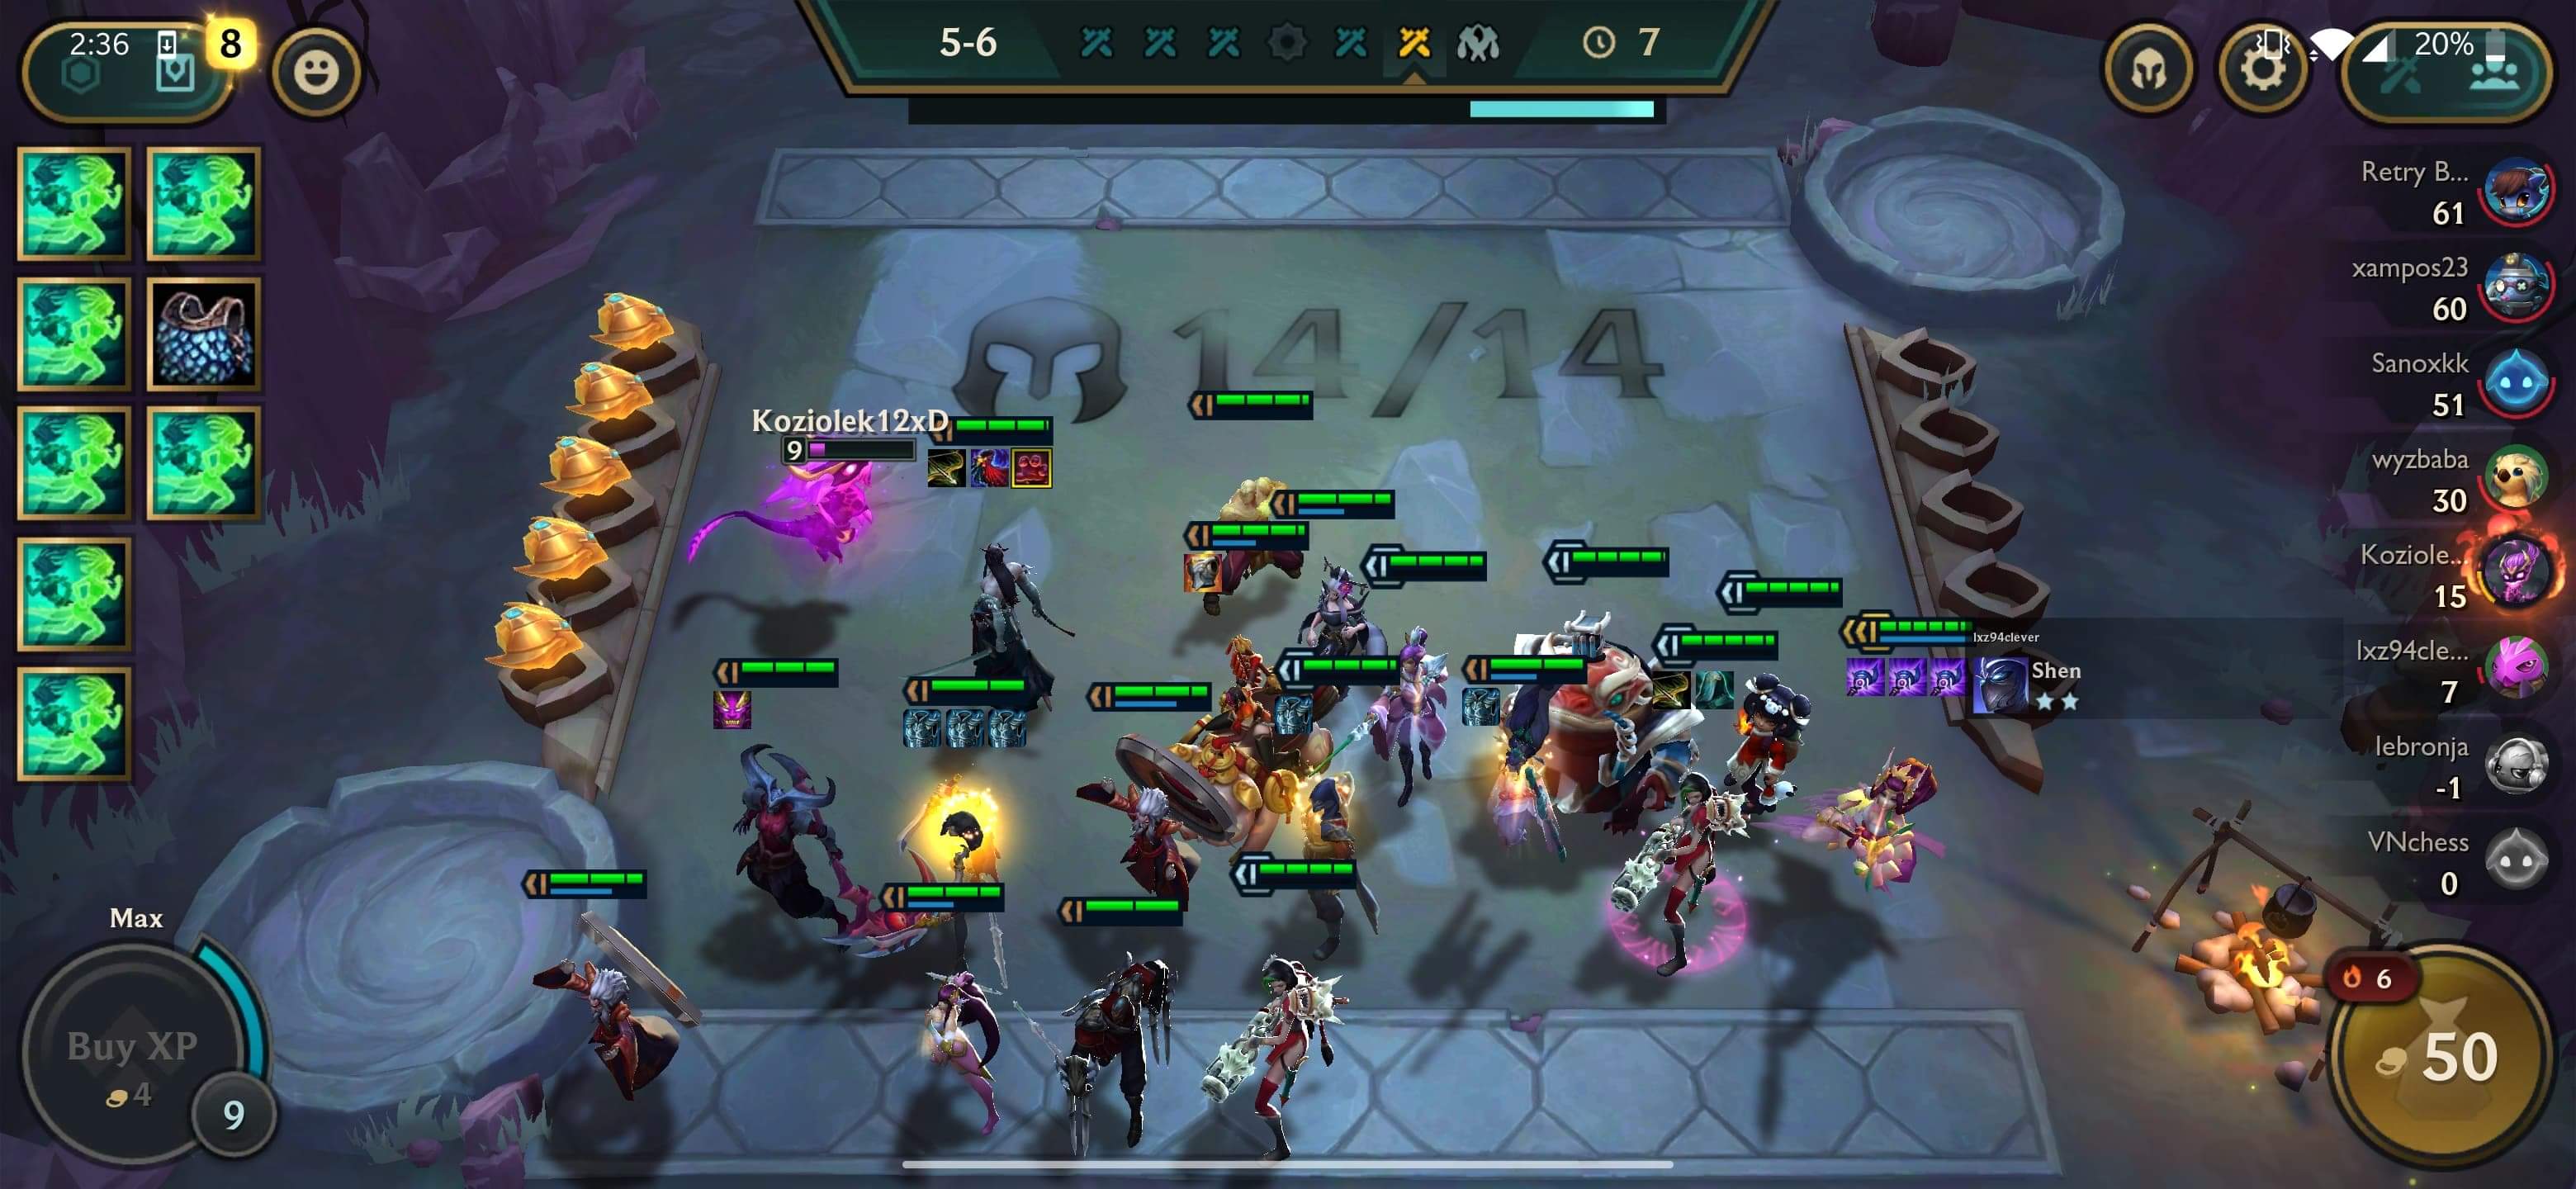 2:36
8
5-6
7
20%
14/14
Retry B...
61
xampos23
60
Sanoxkk
51
wyzbaba
30
Koziolek12xD
9
Koziole...
15
lxz94clever
Shen
lxz94cle...
7
lebronja
-1
VNchess
0
Max
Buy XP
4
9
6
50